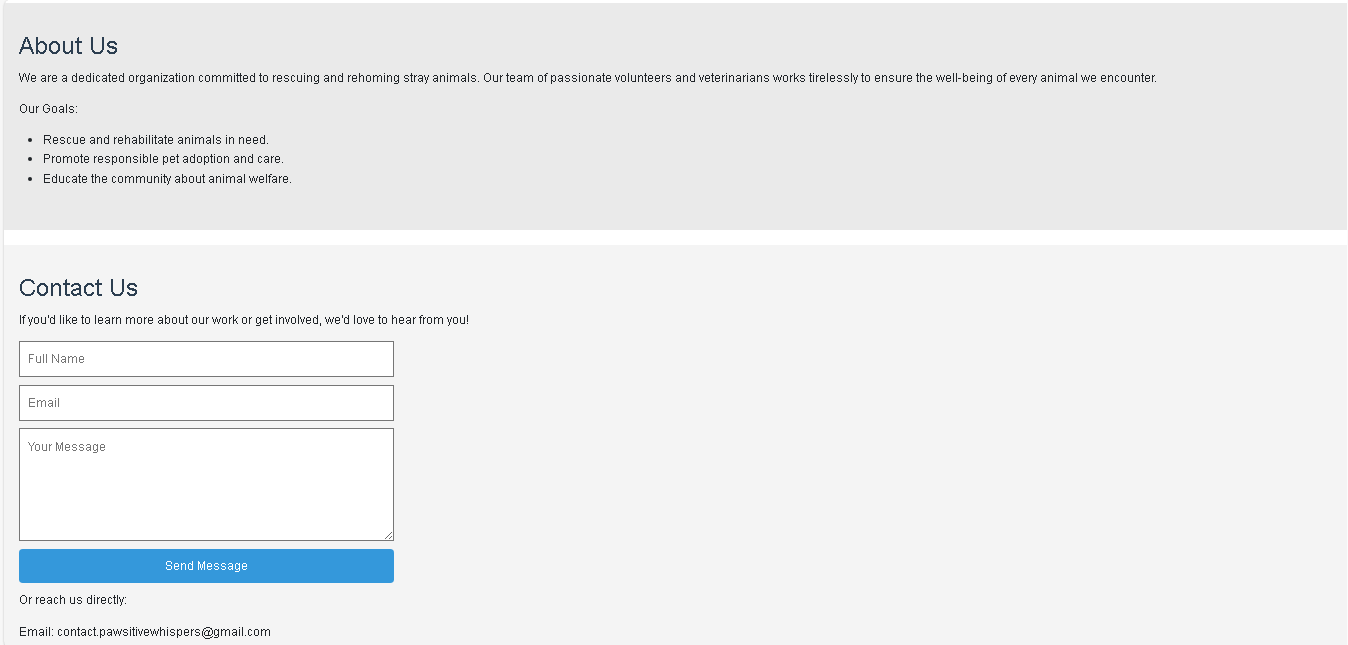 About Us
We are a dedicated organization committed to rescuing and rehoming stray animals. Our team of passionate volunteers and veterinarians works tirelessly to ensure the well-being of every animal we encounter.
Our Goals:
Rescue and rehabilitate animals in need.
Promote responsible pet adoption and care.
Educate the community about animal welfare.
Contact Us
If you'd like to learn more about our work or get involved, we'd love to hear from you!
Full Name
Email
Your Message
Send Message
Or reach us directly:
Email: contact.pawsitivewhispers@gmail.com